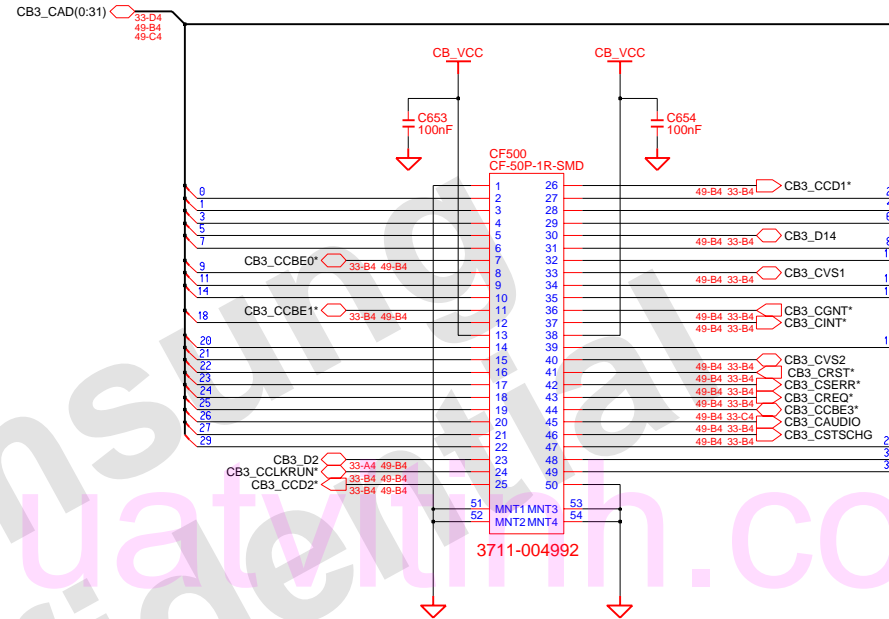 CB3_CAD(0:31)
33-D4
49-B4
49-C4
CB_VCC
CB_VCC
C653
100nF
C654
100nF
CF500
CF-50P-1R-SMD
0
1
3
5
7
9
11
14
18
20
21
22
23
24
25
26
27
29
CB3_CCBE0* 33-B4 49-B4
CB3_CCBE1* 33-B4 49-B4
CB3_D2 33-A4 49-B4
CB3_CCLKRUN* 33-B4 49-B4
CB3_CCD2* 33-B4 49-B4
1 26
2 27
3 28
4 29
5 30
6 31
7 32
8 33
9 34
10 35
11 36
12 37
13 38
14 39
15 40
16 41
17 42
18 43
19 44
20 45
21 46
22 47
23 48
24 49
25 50
51 MNT1 MNT3 53
52 MNT2 MNT4 54
3711-004992
49-B4 33-B4 CB3_CCD1*
49-B4 33-B4 CB3_D14
49-B4 33-B4 CB3_CVS1
49-B4 33-B4 CB3_CGNT*
49-B4 33-B4 CB3_CINT*
CB3_CVS2
49-B4 33-B4 CB3_CRST*
49-B4 33-B4 CB3_CSERR*
49-B4 33-B4 CB3_CREQ*
49-B4 33-B4 CB3_CCBE3*
49-B4 33-C4 CB3_CAUDIO
49-B4 33-B4 CB3_CSTSCHG
49-B4 33-B4
msung
fidential
uatvitinh.co